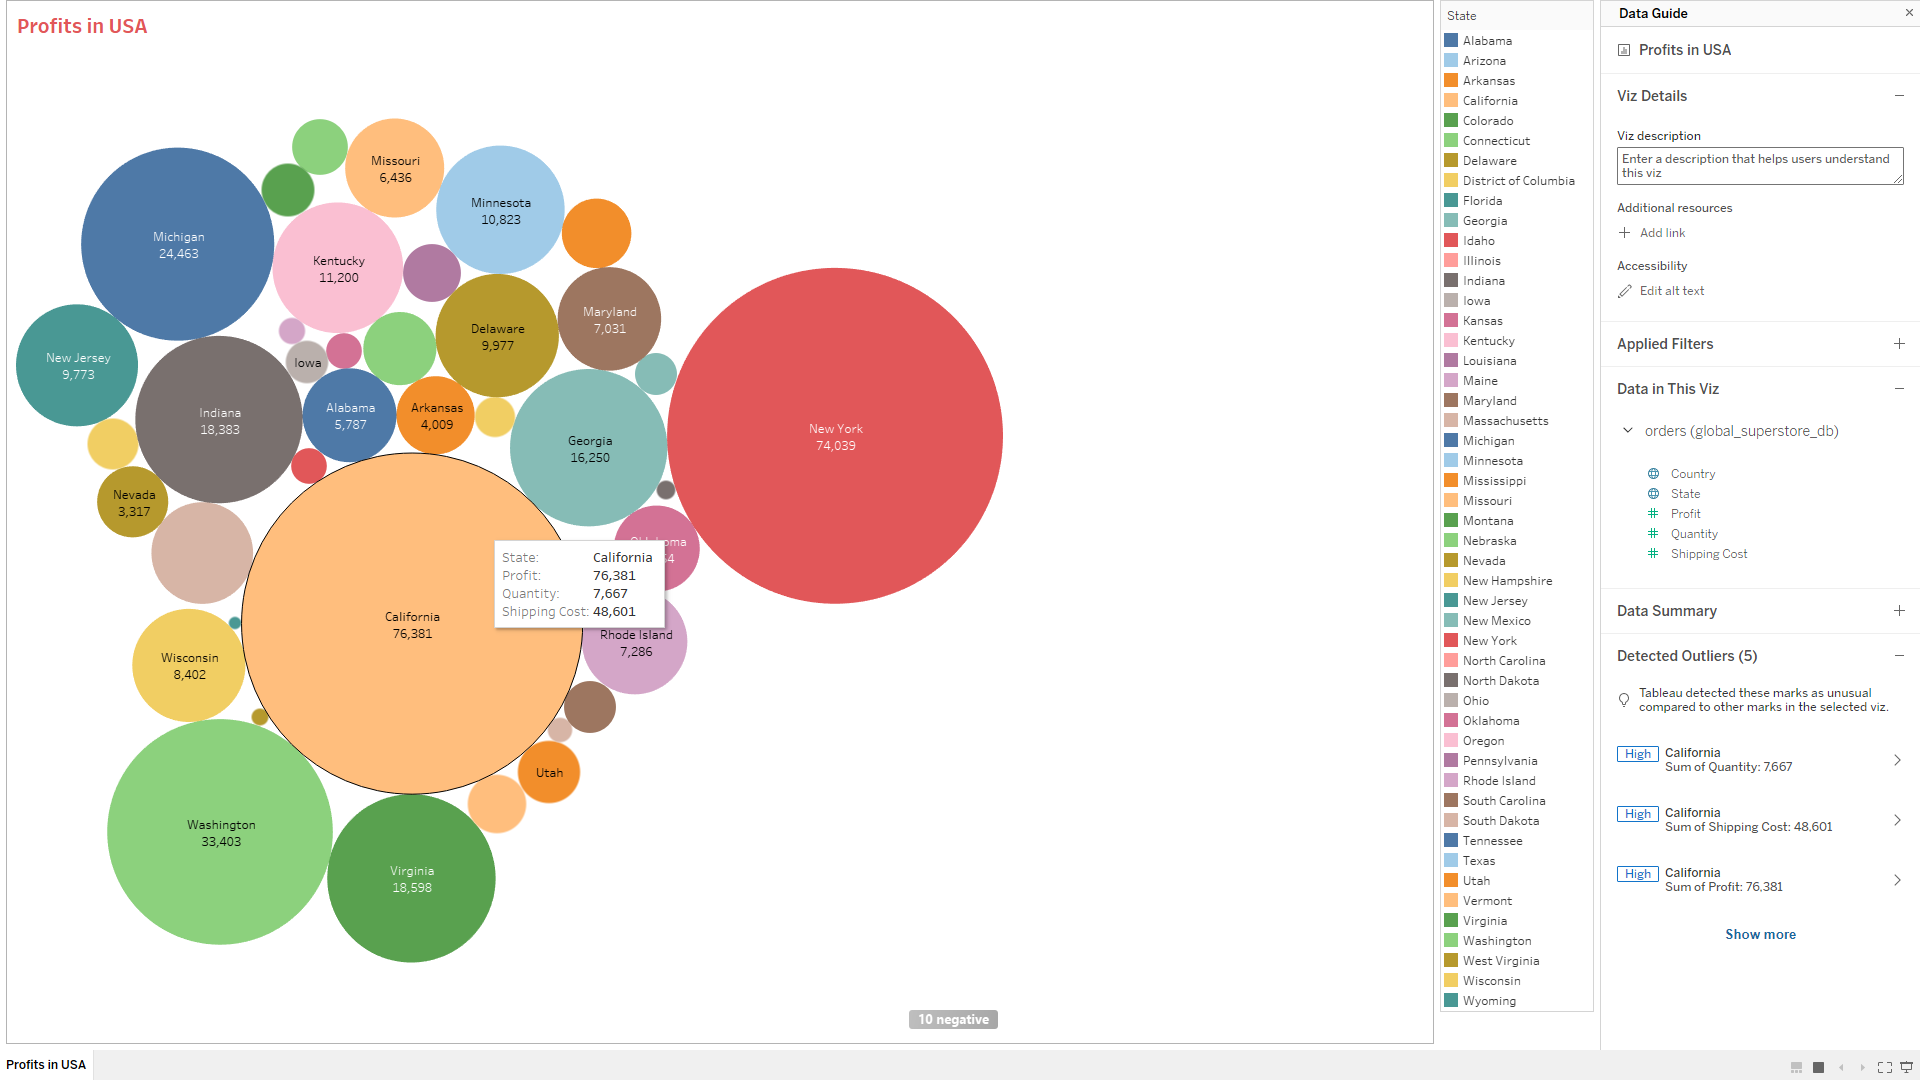 Profits in USA
Missouri
6,436
Minnesota
10,823
Michigan
24,463
Kentucky
11,200
Maryland
7,031
Delaware
9,977
New Jersey
9,773
Iowa
Indiana
18,383
Alabama
5,787
Arkansas
4,009
Georgia
16,250
New York
74,039
Nevada
3,317
State: California
Profit: 76,381
Quantity: 7,667
Shipping Cost: 48,601
California
76,381
Rhode Island
7,286
Wisconsin
8,402
Utah
Washington
33,403
Virginia
18,598
10 negative
State
Alabama
Arizona
Arkansas
California
Colorado
Connecticut
Delaware
District of Columbia
Florida
Georgia
Idaho
Illinois
Indiana
Iowa
Kansas
Kentucky
Louisiana
Maine
Maryland
Massachusetts
Michigan
Minnesota
Mississippi
Missouri
Montana
Nebraska
Nevada
New Hampshire
New Jersey
New Mexico
New York
North Carolina
North Dakota
Ohio
Oklahoma
Oregon
Pennsylvania
Rhode Island
South Carolina
South Dakota
Tennessee
Texas
Utah
Vermont
Virginia
Washington
West Virginia
Wisconsin
Wyoming
Data Guide
Profits in USA
Viz Details
Viz description
Enter a description that helps users understand
this viz
Additional resources
Add link
Accessibility
Edit alt text
Applied Filters
Data in This Viz
orders (global_superstore_db)
Country
State
Profit
Quantity
Shipping Cost
Data Summary
Detected Outliers (5)
Tableau detected these marks as unusual
compared to other marks in the selected viz.
High California
Sum of Quantity: 7,667
High California
Sum of Shipping Cost: 48,601
High California
Sum of Profit: 76,381
Show more
Profits in USA